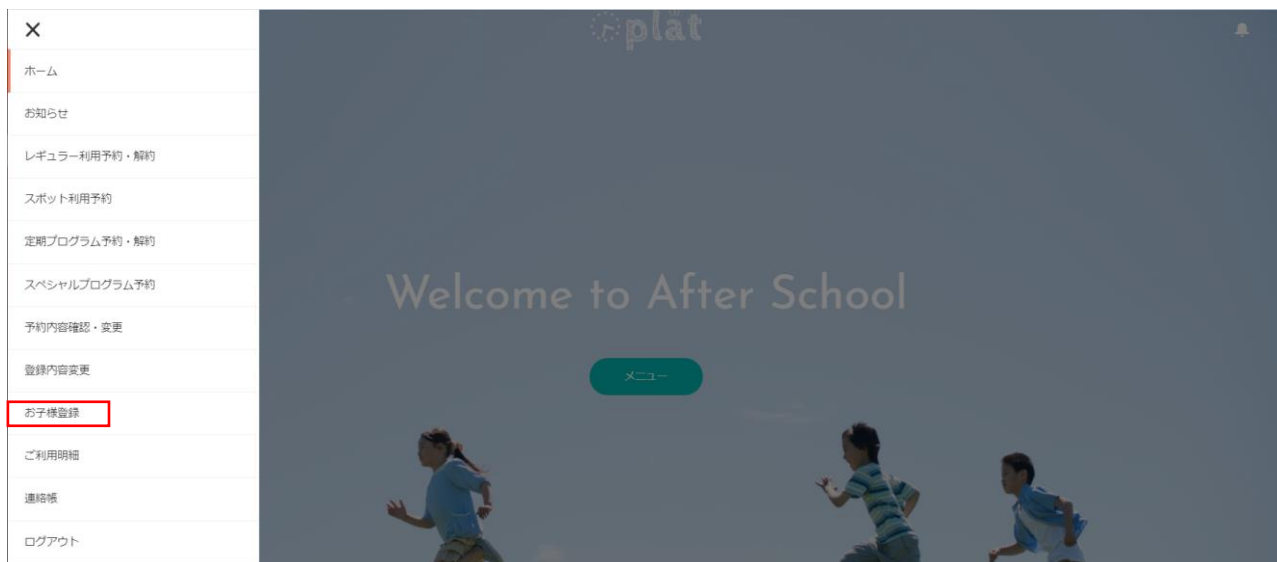 plät
ホーム
お知らせ
レギュラー利用予約・解約
スポット利用予約
定期プログラム予約・解約
スペシャルプログラム予約
予約内容確認・変更
登録内容変更
お子様登録
ご利用明細
連絡帳
ログアウト
Welcome to After School
メニュー